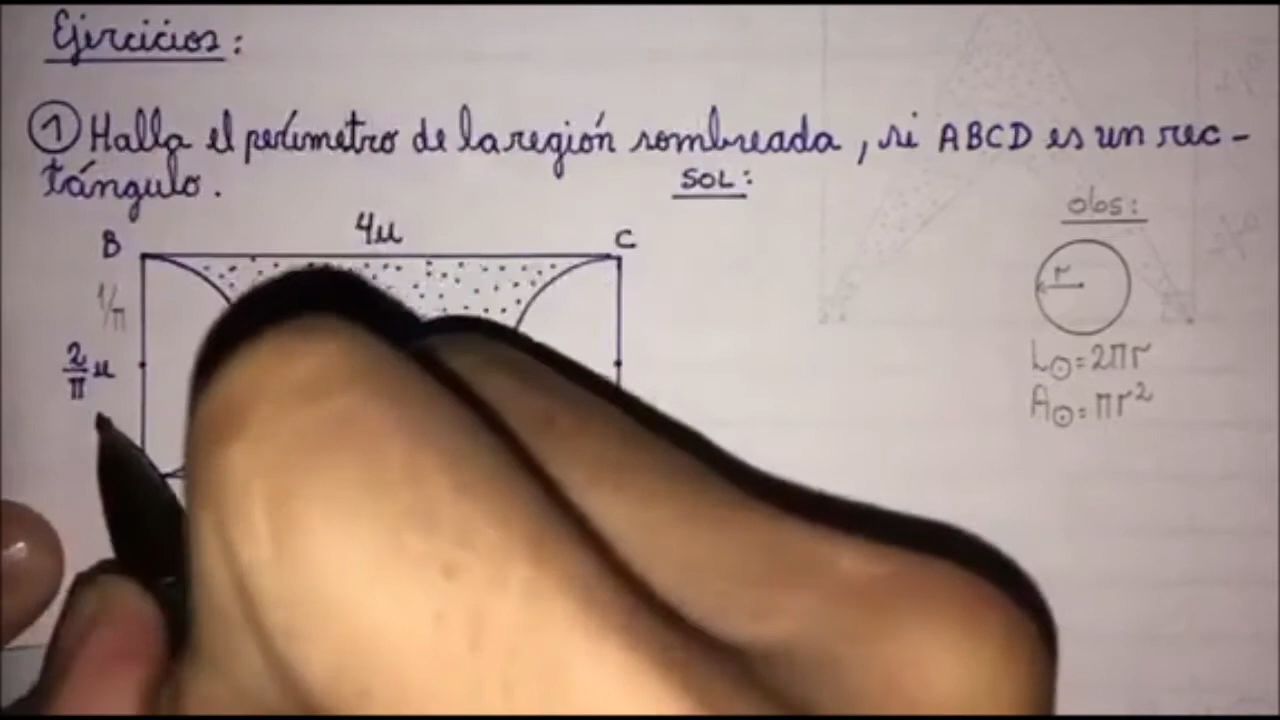 Ejercicios:
① Halla el perímetro de la región sombreada, si ABCD es un rec-
tángulo.
SOL:
obs:
4u
B
C
1/π
r
2/π u
L⊙=2πr
A⊙=πr²